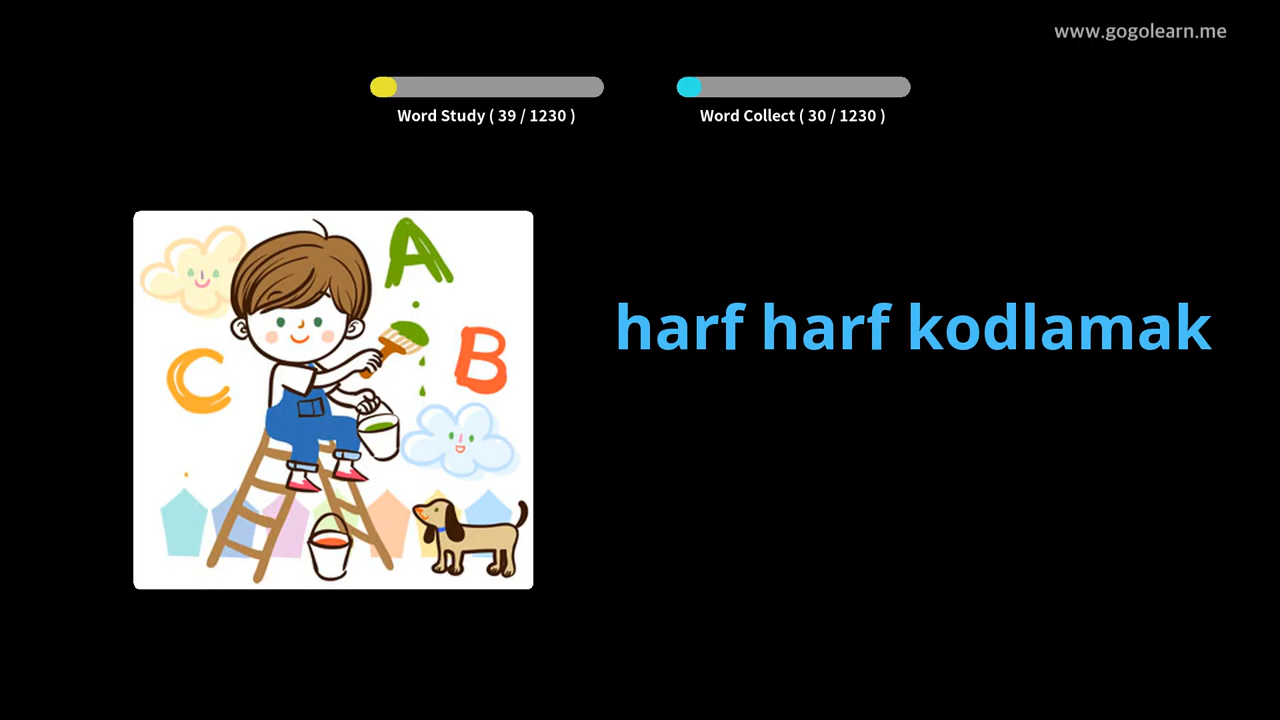 www.gogolearn.me
Word Study ( 39 / 1230 )
Word Collect ( 30 / 1230 )
A
B
C
harf harf kodlamak